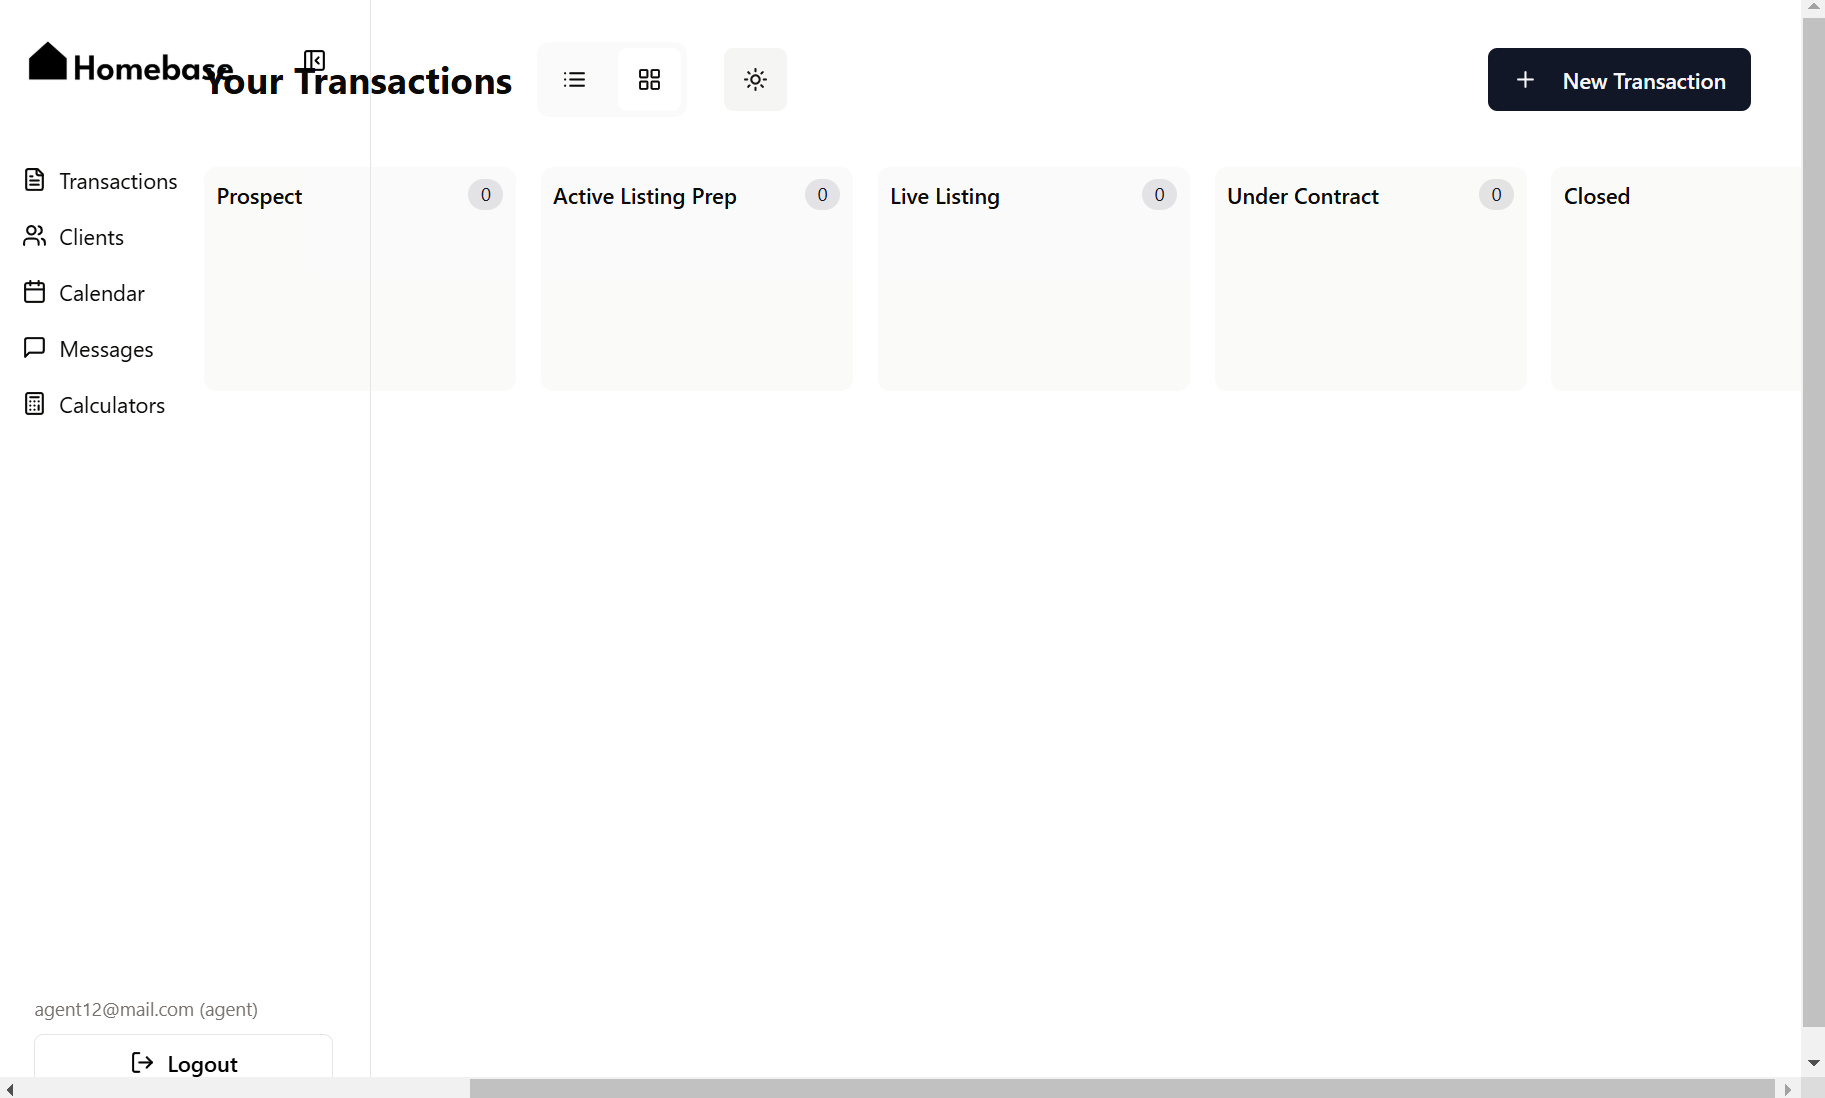 Homebase
Your Transactions
New Transaction
Transactions
Clients
Calendar
Messages
Calculators
Prospect 0
Active Listing Prep 0
Live Listing 0
Under Contract 0
Closed
agent12@mail.com (agent)
Logout